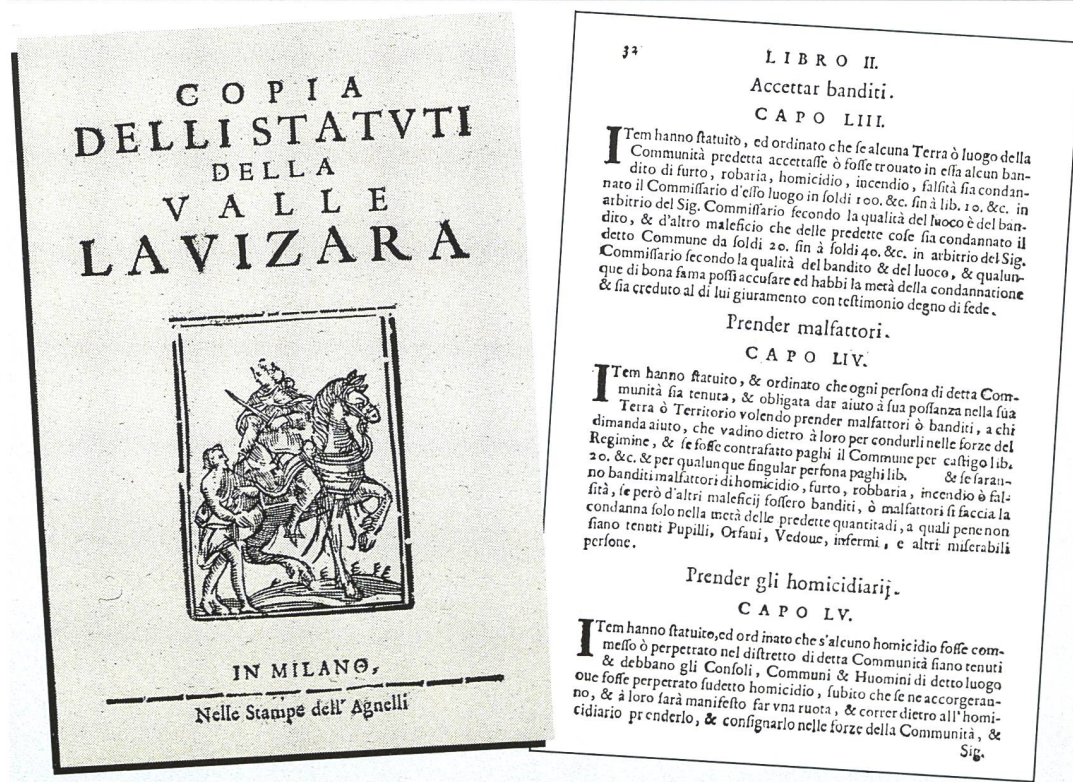 COPIA
DELLI STATVTI
DELLA
VALLE
LAVIZARA
IN MILANO,
Nelle Stampe dell' Agnelli
32
LIBRO II.
Accettar banditi.
CAPO LIII.
ITem hanno ſtatuito, ed ordinato che ſe alcuna Terra ò luogo della
Communità predetta accettaſſe ò foſſe trouato in eſſa alcun ban-
dito di furto, robaria, homicidio, incendio, falſità ſia condan-
nato il Commiſſario d'eſſo luogo in ſoldi 100. &c. ſin à lib. 10. &c. in
arbitrio del Sig. Commiſſario ſecondo la qualità del luoco è del ban-
dito, & d'altro maleficio che delle predette coſe ſia condannato il
detto Commune da ſoldi 20. ſin à ſoldi 40. &c. in arbitrio del Sig.
Commiſſario ſecondo la qualità del bandito & del luoco, & qualun-
que di bona fama poſſi accuſare ed habbi la metà della condannatione
& ſia creduto al di lui giuramento con teſtimonio degno di fede.
Prender malfattori.
CAPO LIV.
ITem hanno ſtatuito, & ordinato che ogni perſona di detta Com-
munità ſia tenuta, & obligata dar aiuto à ſua poſſanza nella ſua
Terra ò Territorio volendo prender malfattori ò banditi, a chi
dimanda aiuto, che vadino dietro à loro per condurli nelle forze del
Regimine, & ſe foſſe contrafatto paghi il Commune per caſtigo lib.
20. &c. & per qualunque ſingular perſona paghi lib. & ſe ſaran-
no banditi malfattori di homicidio, furto, robbaria, incendio ò fal-
ſità, ſe però d'altri maleficij foſſero banditi, ò malfattori ſi faccia la
condanna ſolo nella metà delle predette quantitadi, a quali pene non
ſiano tenuti Pupilli, Orfani, Vedoue, infermi, e altri miſerabili
perſone.
Prender gli homicidiarij.
CAPO LV.
ITem hanno ſtatuito, ed ord inato che s'alcuno homicidio foſſe com-
meſſo ò perpetrato nel diſtretto di detta Communità ſiano tenuti
& debbano gli Conſoli, Communi & Huomini di detto luogo
oue foſſe perpetrato ſudetto homicidio, ſubito che ſe ne accorgeran-
no, & à loro ſarà manifeſto far vna ruota, & correr dietro all' homi-
cidiario prenderlo, & conſignarlo nelle forze della Communità, &
Sig.